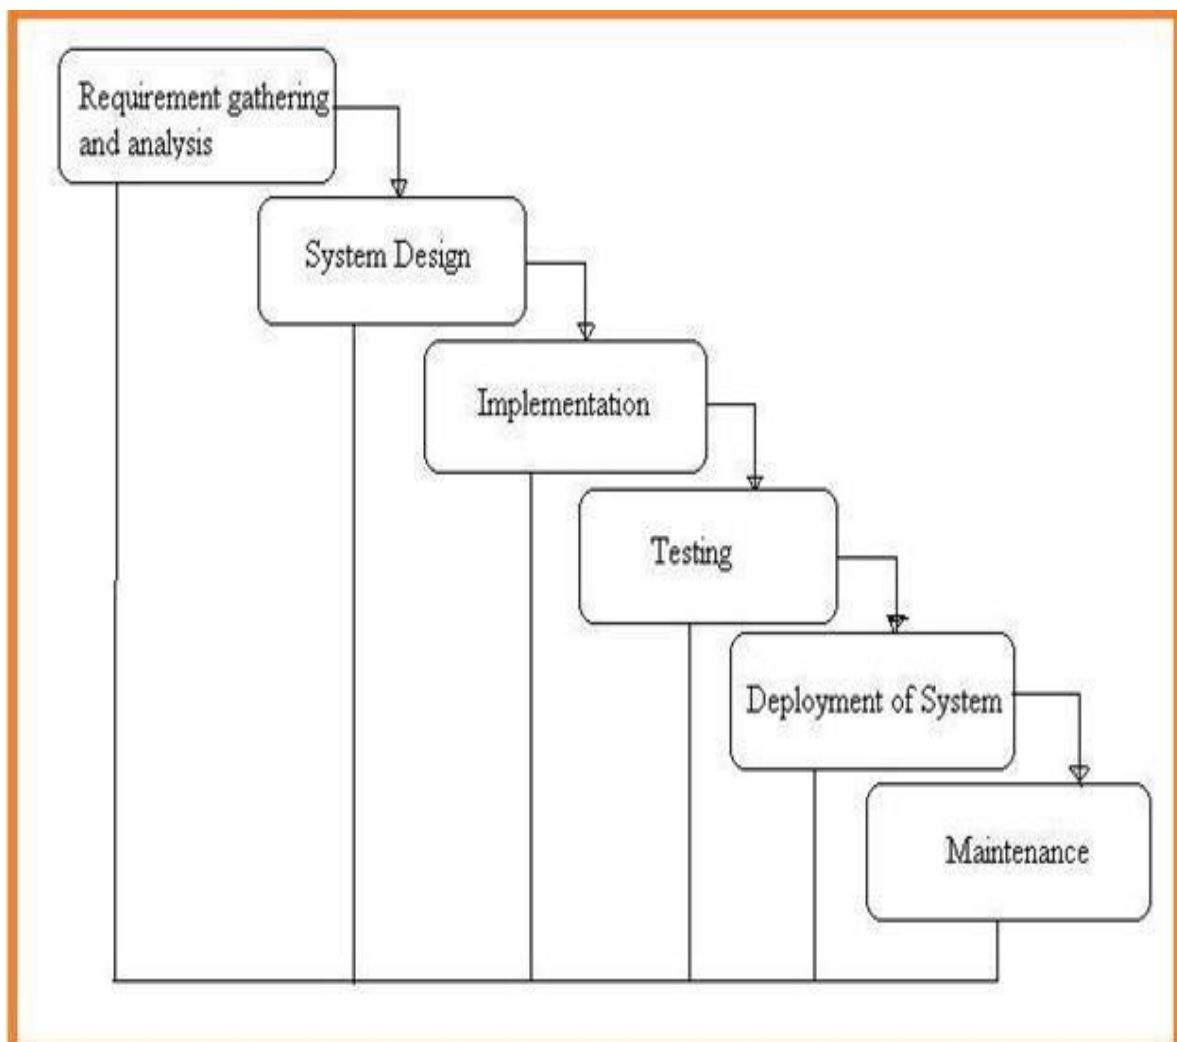 Requirement gathering
and analysis
System Design
Implementation
Testing
Deployment of System
Maintenance